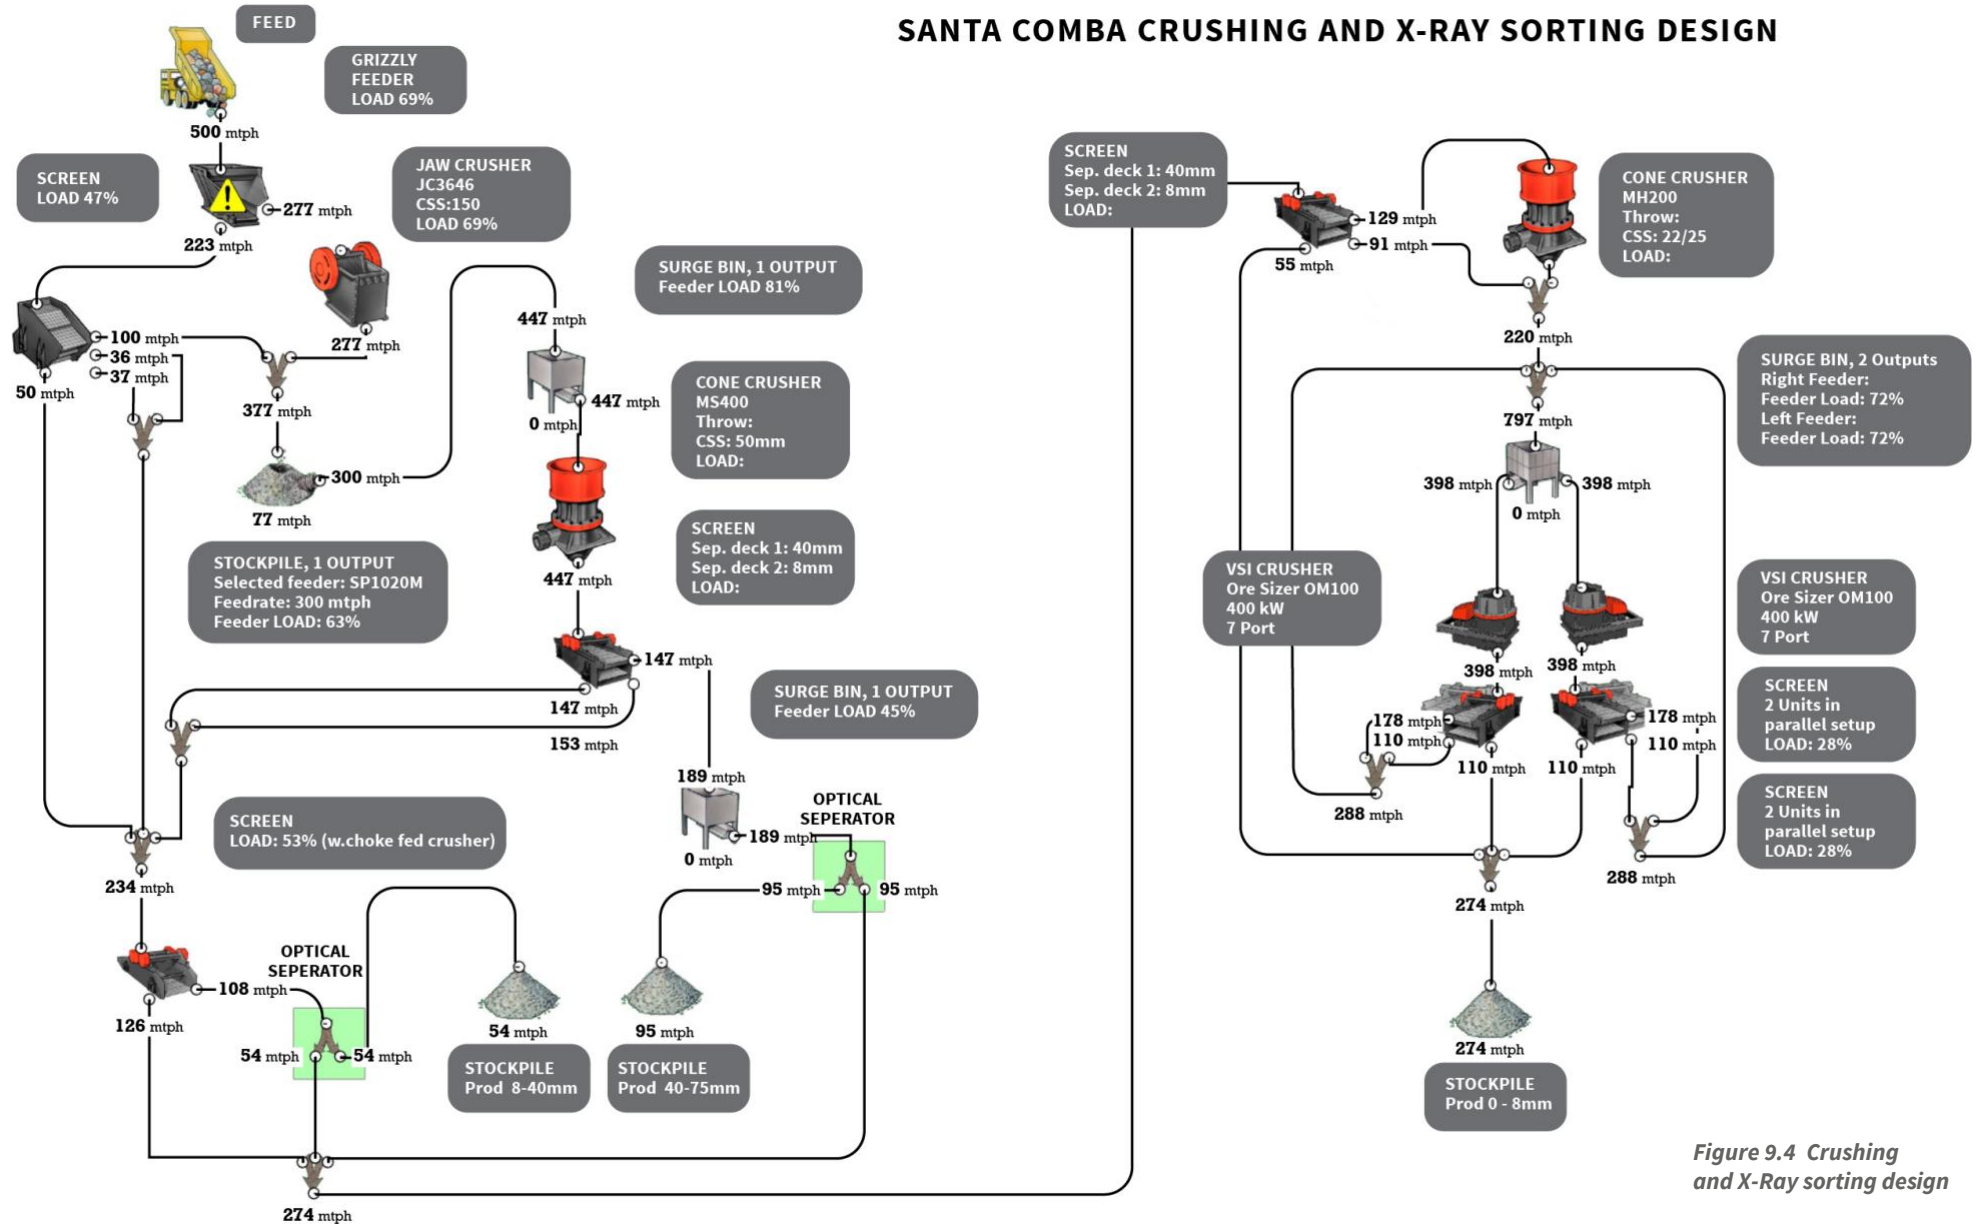 SANTA COMBA CRUSHING AND X-RAY SORTING DESIGN
FEED
GRIZZLY
FEEDER
LOAD 69%
500 mtph
SCREEN
LOAD 47%
277 mtph
223 mtph
JAW CRUSHER
JC3646
CSS:150
LOAD 69%
100 mtph
36 mtph
37 mtph
50 mtph
277 mtph
377 mtph
300 mtph
77 mtph
STOCKPILE, 1 OUTPUT
Selected feeder: SP1020M
Feedrate: 300 mtph
Feeder LOAD: 63%
SURGE BIN, 1 OUTPUT
Feeder LOAD 81%
447 mtph
447 mtph
0 mtph
CONE CRUSHER
MS400
Throw:
CSS: 50mm
LOAD:
447 mtph
SCREEN
Sep. deck 1: 40mm
Sep. deck 2: 8mm
LOAD:
147 mtph
147 mtph
153 mtph
SURGE BIN, 1 OUTPUT
Feeder LOAD 45%
189 mtph
189 mtph
0 mtph
OPTICAL
SEPERATOR
95 mtph
95 mtph
SCREEN
LOAD: 53% (w.choke fed crusher)
234 mtph
108 mtph
126 mtph
OPTICAL
SEPERATOR
54 mtph
54 mtph
54 mtph
STOCKPILE
Prod 8-40mm
95 mtph
STOCKPILE
Prod 40-75mm
274 mtph
SCREEN
Sep. deck 1: 40mm
Sep. deck 2: 8mm
LOAD:
129 mtph
91 mtph
55 mtph
CONE CRUSHER
MH200
Throw:
CSS: 22/25
LOAD:
220 mtph
SURGE BIN, 2 Outputs
Right Feeder:
Feeder Load: 72%
Left Feeder:
Feeder Load: 72%
797 mtph
398 mtph
398 mtph
0 mtph
VSI CRUSHER
Ore Sizer OM100
400 kW
7 Port
VSI CRUSHER
Ore Sizer OM100
400 kW
7 Port
398 mtph
398 mtph
SCREEN
2 Units in
parallel setup
LOAD: 28%
178 mtph
110 mtph
110 mtph
110 mtph
178 mtph
110 mtph
SCREEN
2 Units in
parallel setup
LOAD: 28%
288 mtph
288 mtph
274 mtph
274 mtph
STOCKPILE
Prod 0 - 8mm
Figure 9.4 Crushing
and X-Ray sorting design